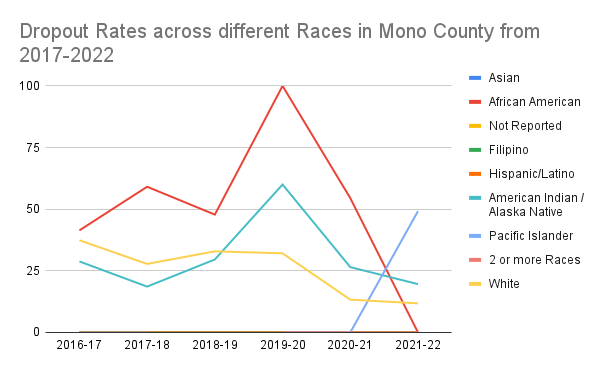 Dropout Rates across different Races in Mono County from
2017-2022
100
75
50
25
0
2016-17 2017-18 2018-19 2019-20 2020-21 2021-22
Asian
African American
Not Reported
Filipino
Hispanic/Latino
American Indian /
Alaska Native
Pacific Islander
2 or more Races
White